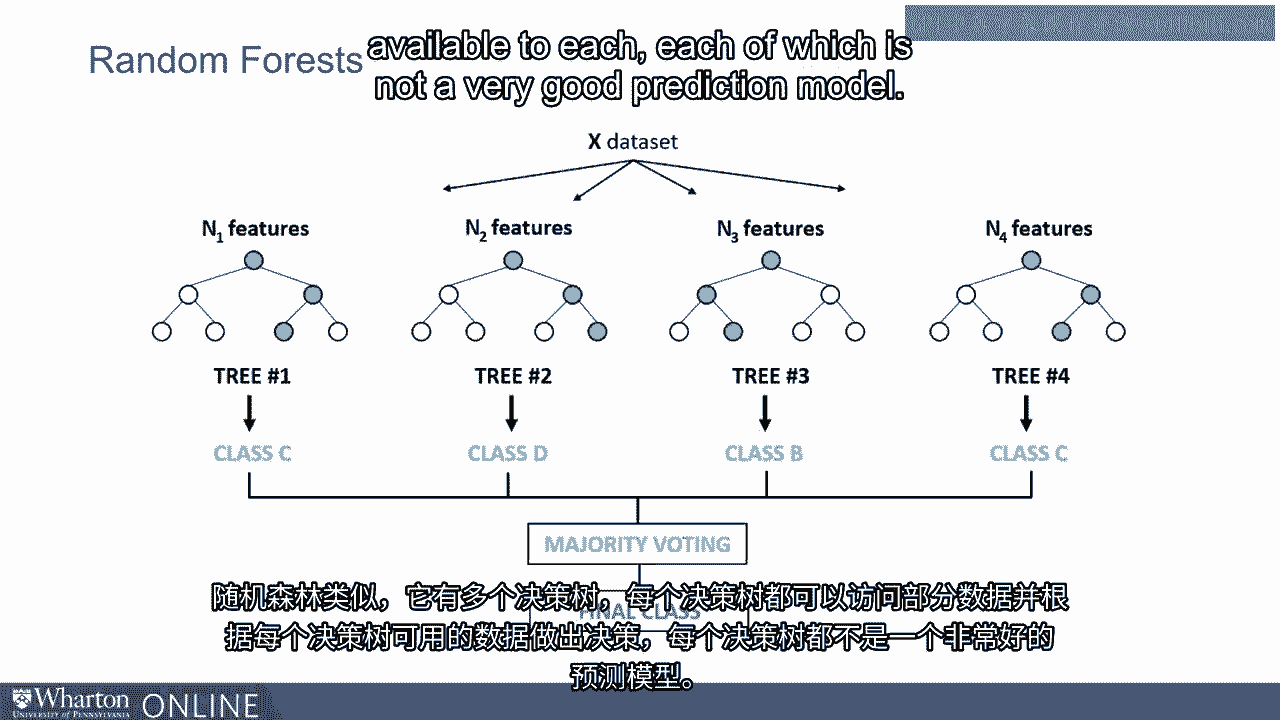 Random Forests
available to each, each of which is
not a very good prediction model.
X dataset
N1 features
N2 features
N3 features
N4 features
TREE #1
TREE #2
TREE #3
TREE #4
CLASS C
CLASS D
CLASS B
CLASS C
MAJORITY VOTING
FINAL CLASS
随机森林类似，它有多个决策树，每个决策树都可以访问部分数据并根
据每个决策树可用的数据做出决策，每个决策树都不是一个非常好的
预测模型。
Wharton ONLINE
UNIVERSITY of PENNSYLVANIA